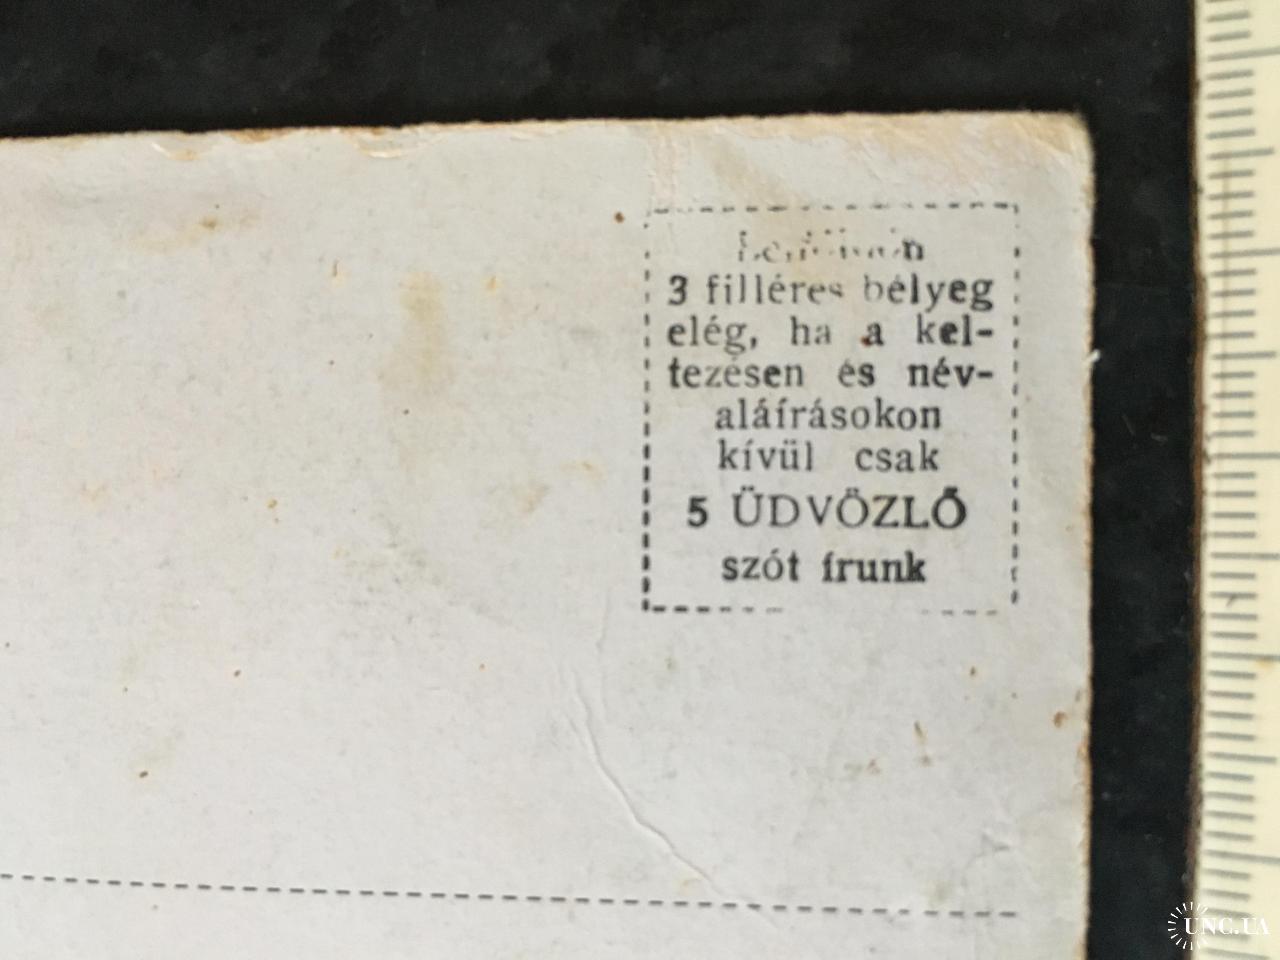 3 filléres bélyeg
elég, ha a kel-
tezésen és név-
aláírásokon
kívül csak
5 ÜDVÖZLŐ
szót írunk
UNC.UA